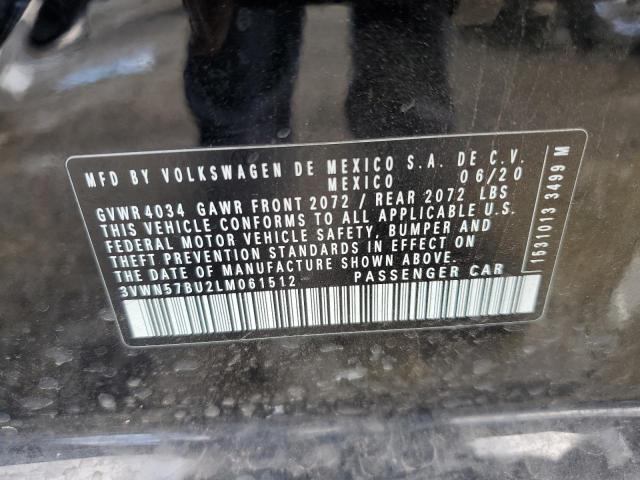 MFD BY VOLKSWAGEN DE MEXICO S.A. DE C.V.
MEXICO 06/20
GVWR 4034 GAWR FRONT 2072 / REAR 2072 LBS
THIS VEHICLE CONFORMS TO ALL APPLICABLE U.S.
FEDERAL MOTOR VEHICLE SAFETY, BUMPER AND
THEFT PREVENTION STANDARDS IN EFFECT ON
THE DATE OF MANUFACTURE SHOWN ABOVE.
3VWN57BU2LM061512 PASSENGER CAR
1531013 3499 M